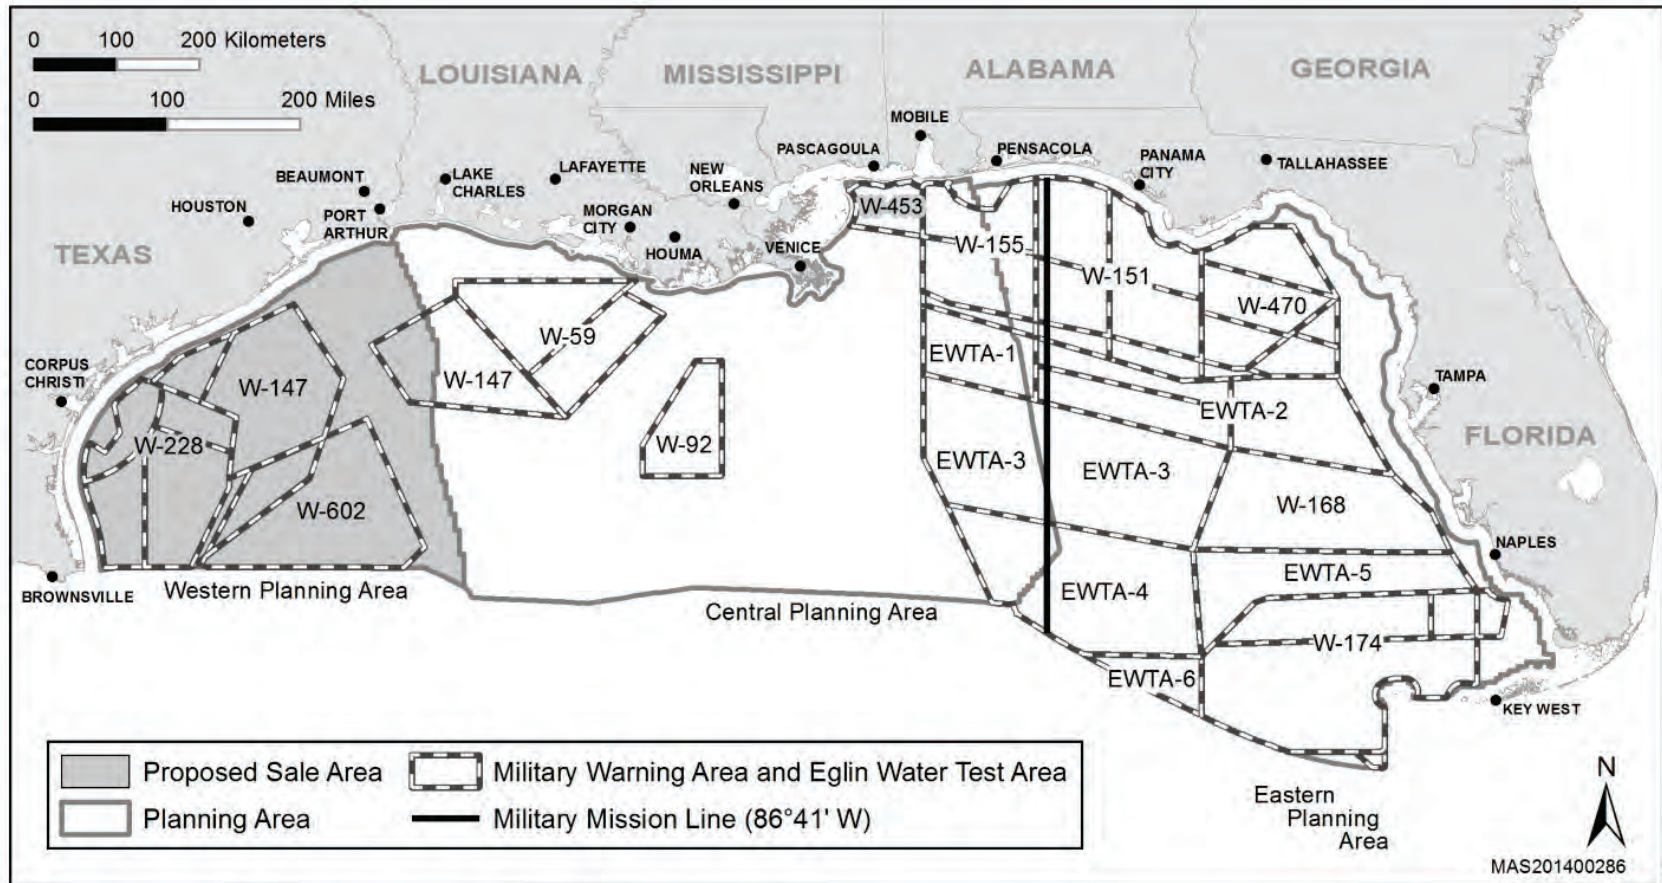 0 100 200 Kilometers
0 100 200 Miles
LOUISIANA
MISSISSIPPI
ALABAMA
GEORGIA
TEXAS
FLORIDA
MOBILE
PASCAGOULA
PENSACOLA
PANAMA
CITY
TALLAHASSEE
BEAUMONT
LAKE
CHARLES
LAFAYETTE
NEW
ORLEANS
HOUSTON
PORT
ARTHUR
MORGAN
CITY
HOUMA
VENICE
CORPUS
CHRISTI
TAMPA
NAPLES
BROWNSVILLE
KEY WEST
W-453
W-155
W-151
W-470
W-59
W-147
W-147
EWTA-1
EWTA-2
W-92
W-228
EWTA-3
EWTA-3
W-602
W-168
EWTA-5
EWTA-4
W-174
EWTA-6
Western Planning Area
Central Planning Area
Eastern
Planning
Area
Proposed Sale Area
Military Warning Area and Eglin Water Test Area
Planning Area
Military Mission Line (86°41' W)
N
MAS201400286